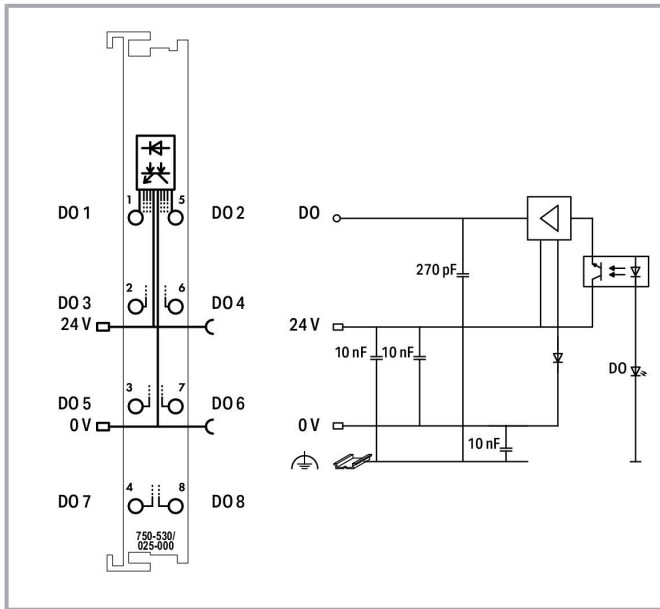 1
5
DO 1
DO 2
2
6
DO 3
DO 4
24 V
3
7
DO 5
DO 6
0 V
4
8
DO 7
DO 8
750-530/
025-000
DO
270 pF
24 V
10 nF
10 nF
DO
0 V
10 nF